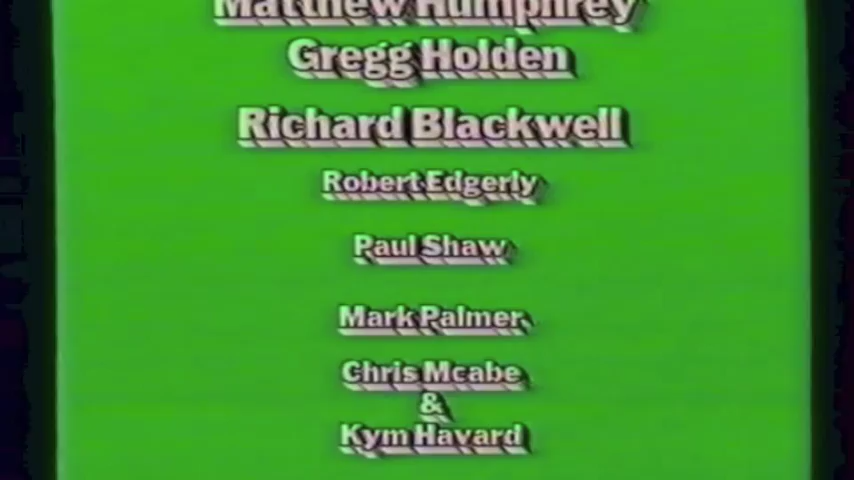 Matthew Humphrey
Gregg Holden
Richard Blackwell
Robert Edgerly
Paul Shaw
Mark Palmer
Chris Mcabe
&
Kym Havard